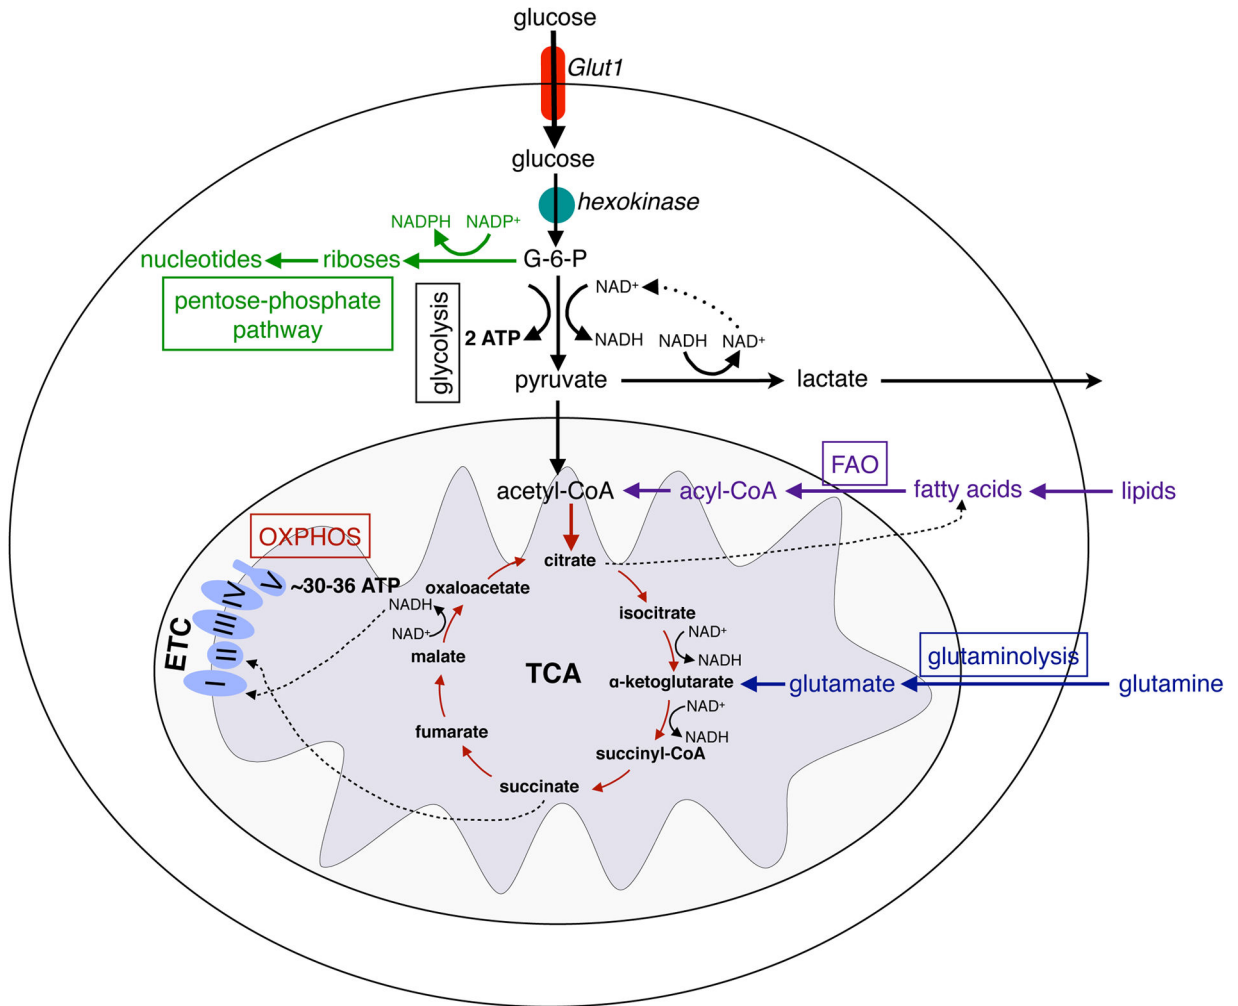 glucose
Glut1
glucose
hexokinase
NADPH NADP+
nucleotides riboses G-6-P
pentose-phosphate
pathway
glycolysis
2 ATP
NAD+
NADH NADH NAD+
pyruvate lactate
acetyl-CoA acyl-CoA fatty acids lipids
FAO
OXPHOS
citrate
~30-36 ATP
oxaloacetate
isocitrate
NADH
NAD+
NAD+
NADH
malate
ETC
I
II
III
IV
V
TCA
α-ketoglutarate glutamate glutamine
glutaminolysis
NAD+
NADH
fumarate
succinyl-CoA
succinate